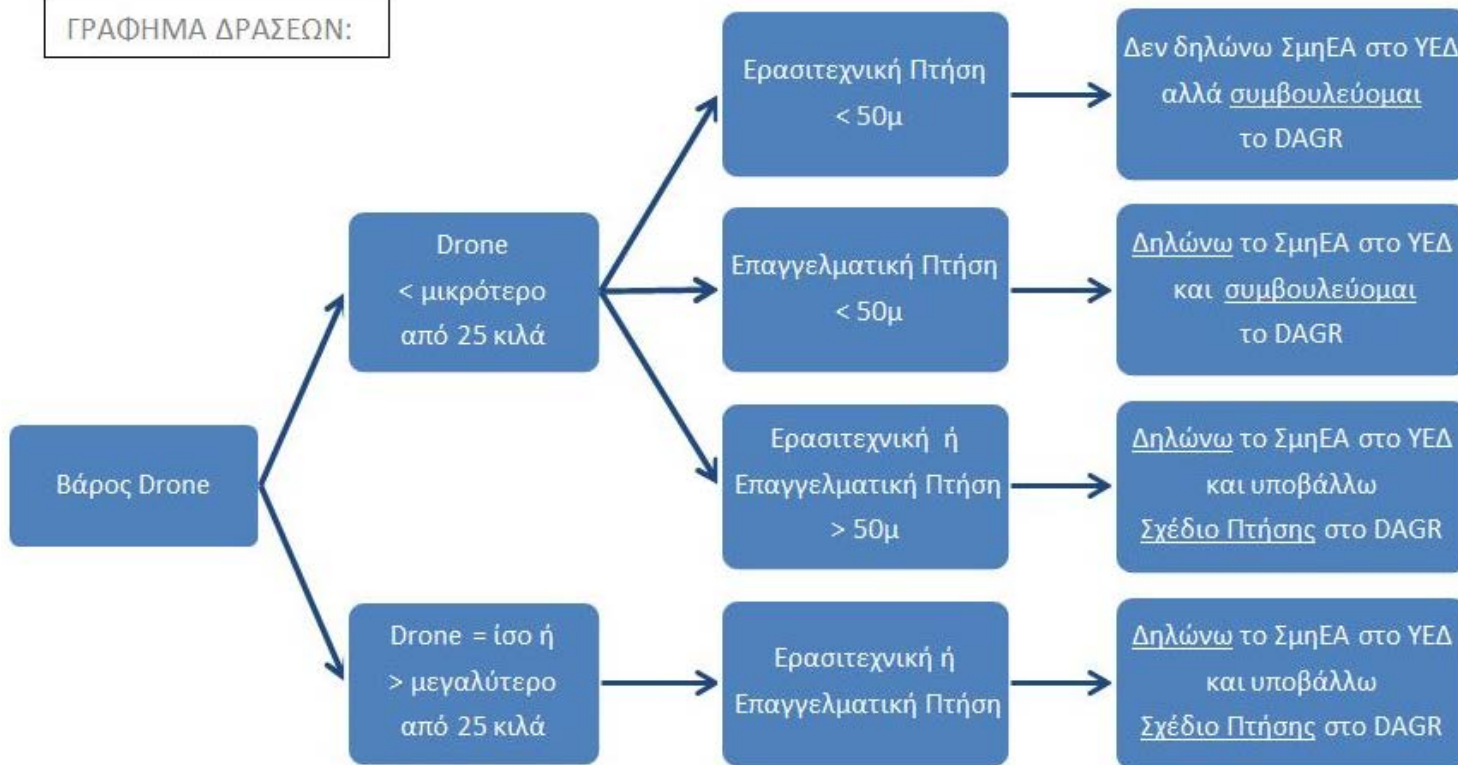 ΓΡΑΦΗΜΑ ΔΡΑΣΕΩΝ:
Βάρος Drone
Drone
< μικρότερο
από 25 κιλά
Ερασιτεχνική Πτήση
< 50μ
Δεν δηλώνω ΣμηΕΑ στο ΥΕΔ
αλλά συμβουλεύομαι
το DAGR
Επαγγελματική Πτήση
< 50μ
Δηλώνω το ΣμηΕΑ στο ΥΕΔ
και συμβουλεύομαι
το DAGR
Ερασιτεχνική ή
Επαγγελματική Πτήση
> 50μ
Δηλώνω το ΣμηΕΑ στο ΥΕΔ
και υποβάλλω
Σχέδιο Πτήσης στο DAGR
Drone = ίσο ή
> μεγαλύτερο
από 25 κιλά
Ερασιτεχνική ή
Επαγγελματική Πτήση
Δηλώνω το ΣμηΕΑ στο ΥΕΔ
και υποβάλλω
Σχέδιο Πτήσης στο DAGR